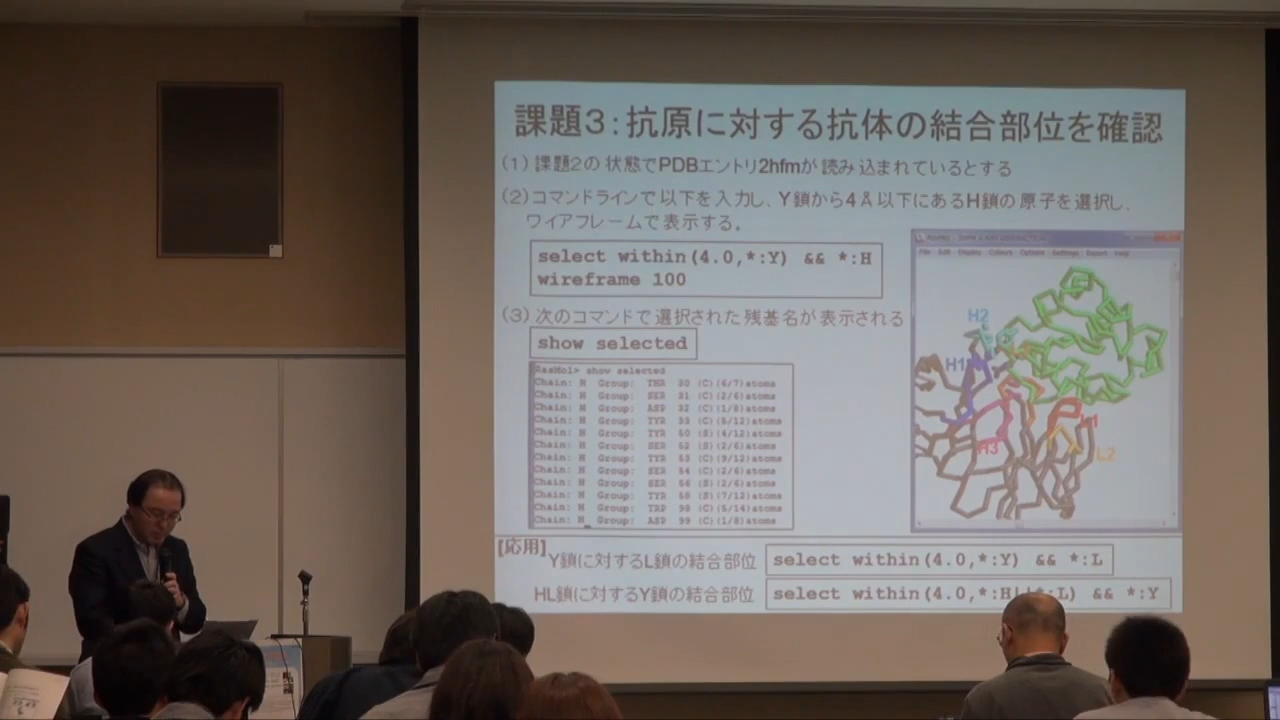 課題３：抗原に対する抗体の結合部位を確認
(1) 課題2の状態でPDBエントリ2hfmが読み込まれているとする
(2) コマンドラインで以下を入力し、Y鎖から4Å以下にあるH鎖の原子を選択し、
ワイアフレームで表示する。
select within(4.0,*:Y) && *:H
wireframe 100
(3) 次のコマンドで選択された残基名が表示される
show selected
RasMol> show selected
Chain: H Group: THR 30 (C)(6/7)atoms
Chain: H Group: SER 31 (C)(2/6)atoms
Chain: H Group: ASP 32 (C)(1/8)atoms
Chain: H Group: TYR 33 (C)(5/12)atoms
Chain: H Group: TYR 50 (S)(4/12)atoms
Chain: H Group: SER 52 (S)(2/6)atoms
Chain: H Group: TYR 53 (C)(9/12)atoms
Chain: H Group: SER 54 (C)(2/6)atoms
Chain: H Group: SER 56 (S)(2/6)atoms
Chain: H Group: TYR 58 (S)(7/12)atoms
Chain: H Group: TRP 98 (C)(5/14)atoms
Chain: H Group: ASP 99 (C)(1/8)atoms
File Edit Display Colours Options Settings Export Help
H2
H1
H3
L1
L2
[応用]
Y鎖に対するL鎖の結合部位
select within(4.0,*:Y) && *:L
HL鎖に対するY鎖の結合部位
select within(4.0,*:H||*:L) && *:Y